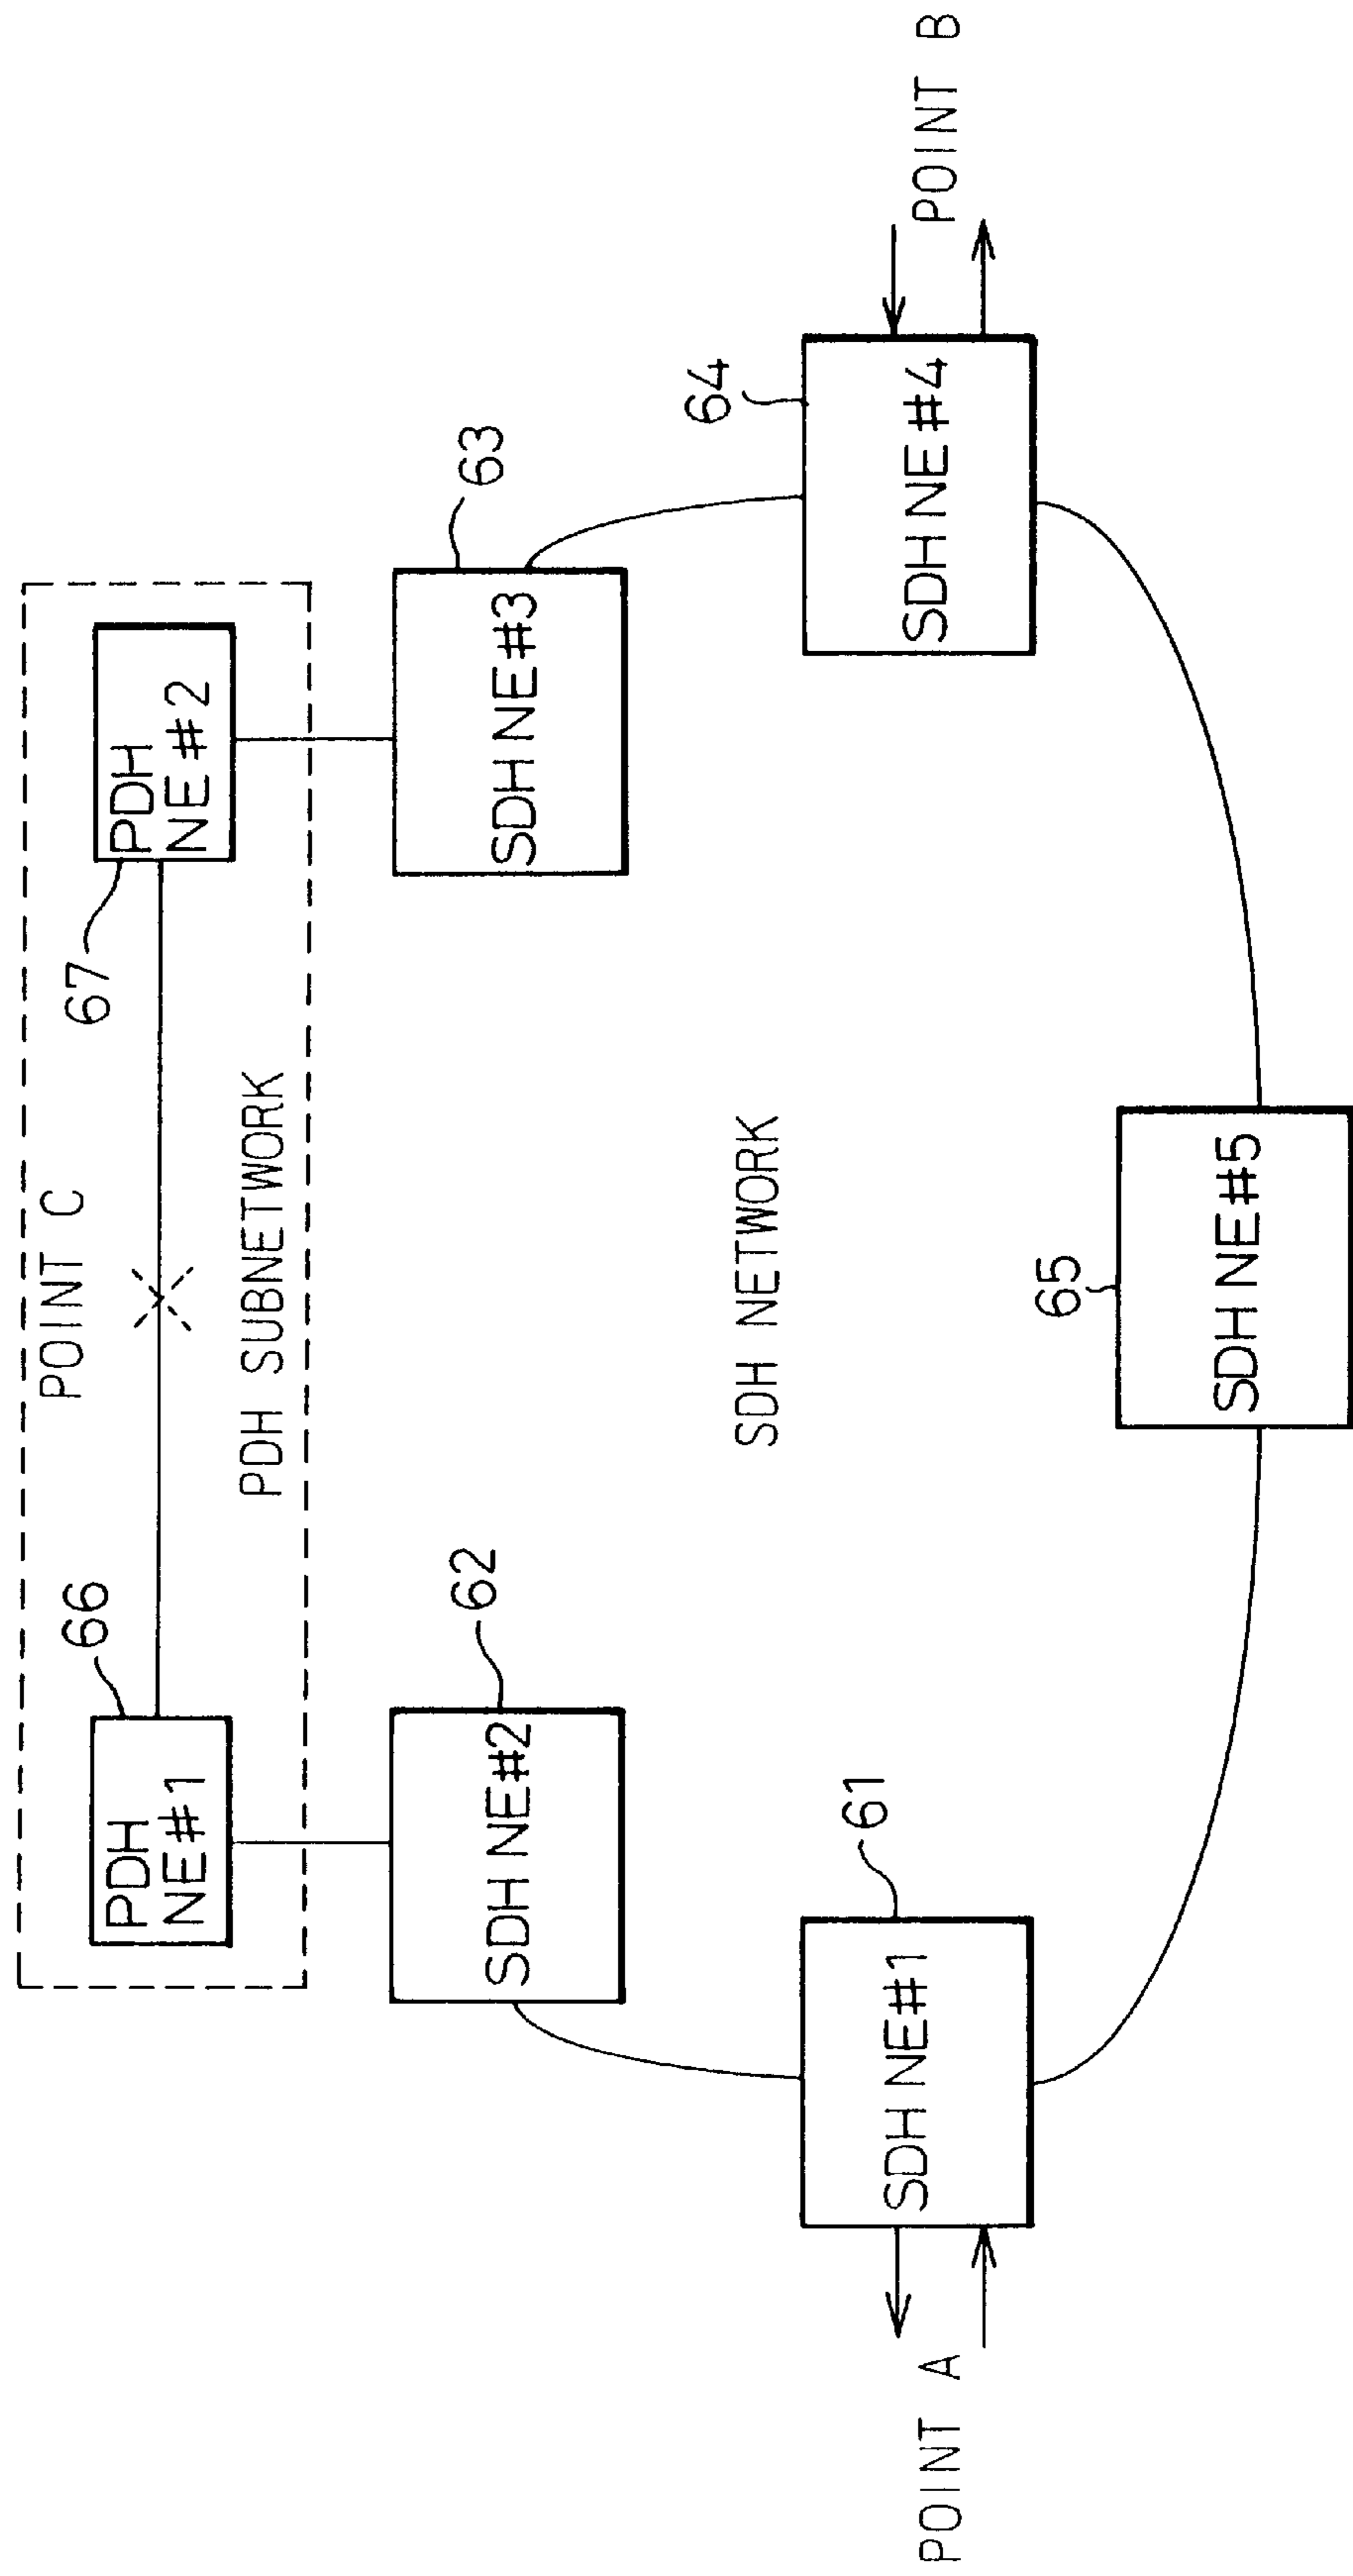 POINT C
66
67
PDH
NE #1
PDH
NE #2
PDH SUBNETWORK
62
63
SDH NE #2
SDH NE #3
64
SDH NETWORK
61
SDH NE #1
SDH NE #4
POINT A
POINT B
65
SDH NE #5